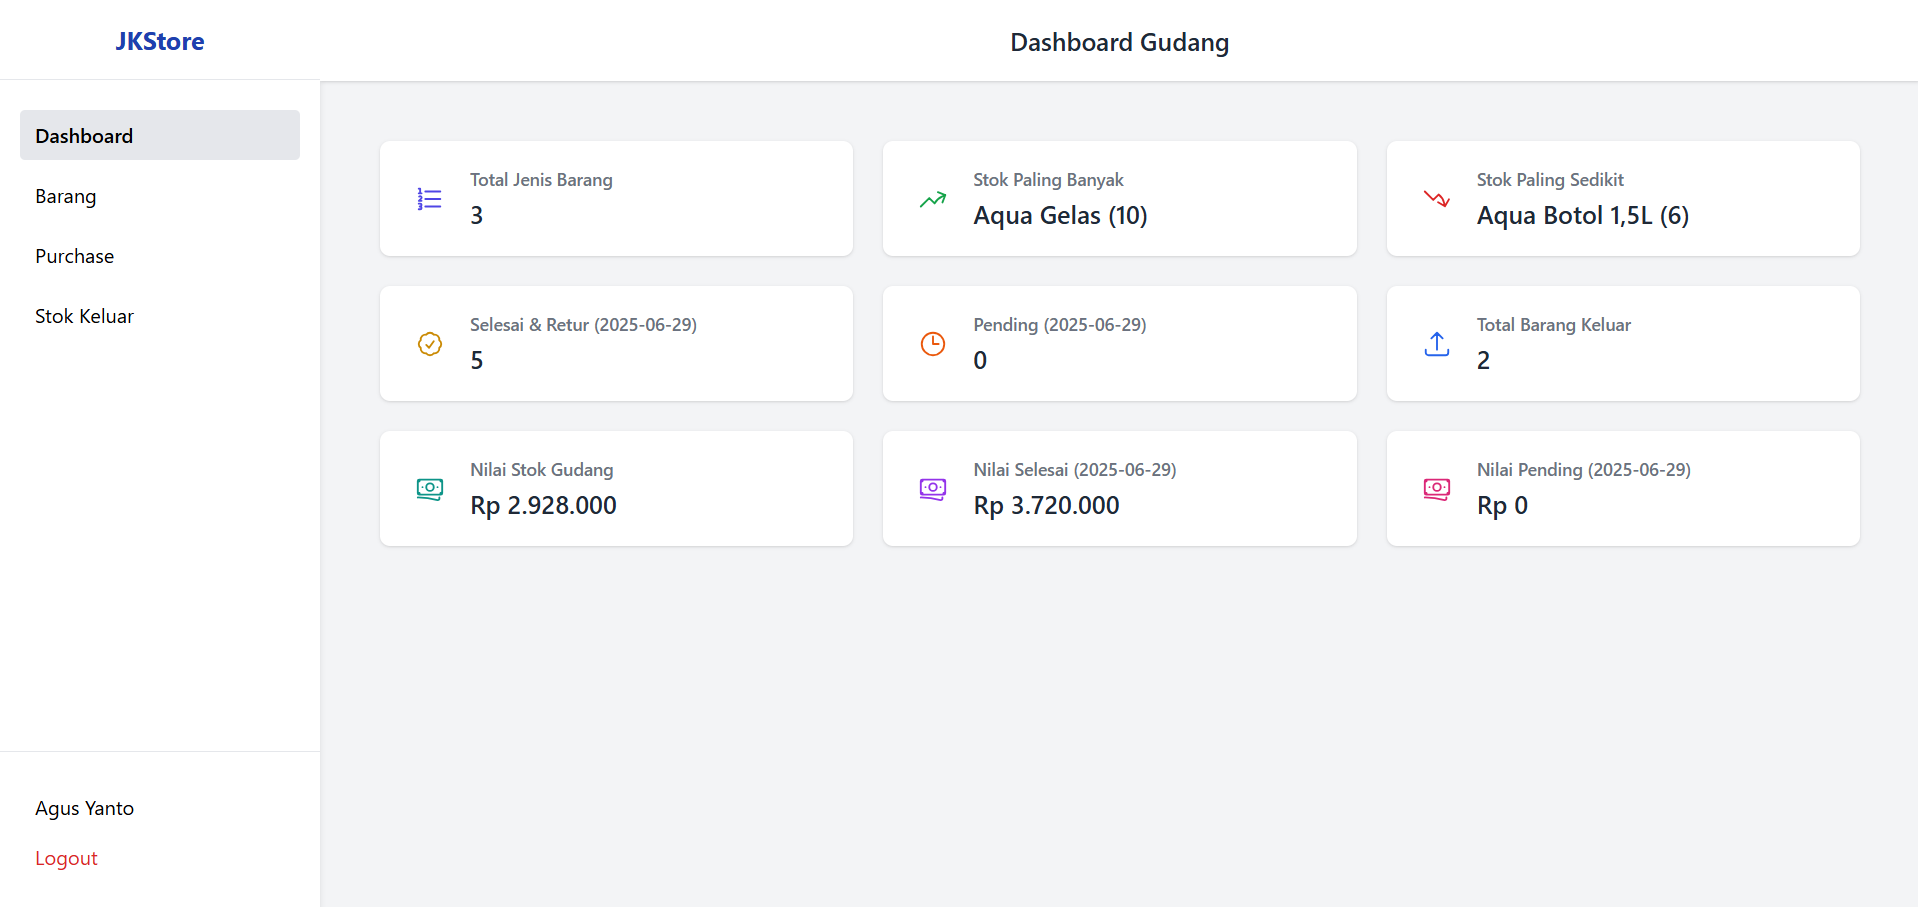 JKStore
Dashboard Gudang
Dashboard
Barang
Purchase
Stok Keluar
Total Jenis Barang
3
Stok Paling Banyak
Aqua Gelas (10)
Stok Paling Sedikit
Aqua Botol 1,5L (6)
Selesai & Retur (2025-06-29)
5
Pending (2025-06-29)
0
Total Barang Keluar
2
Nilai Stok Gudang
Rp 2.928.000
Nilai Selesai (2025-06-29)
Rp 3.720.000
Nilai Pending (2025-06-29)
Rp 0
Agus Yanto
Logout